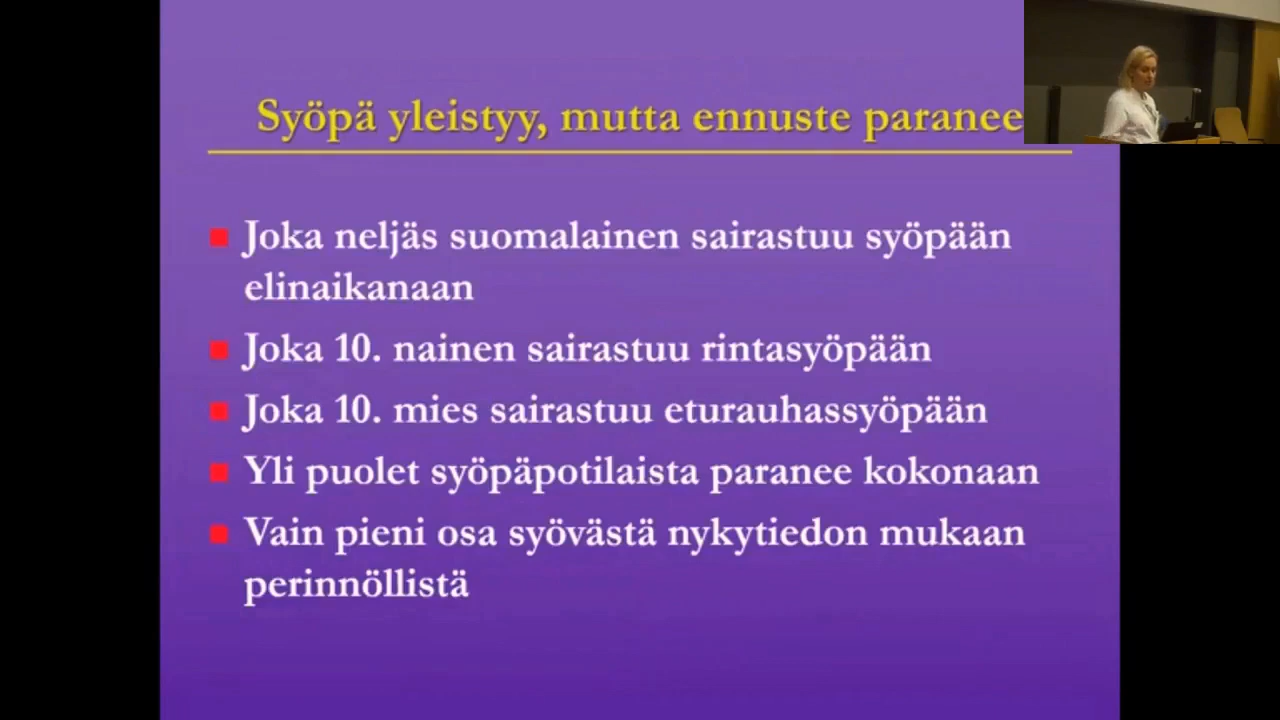 Syöpä yleistyy, mutta ennuste paranee
Joka neljäs suomalainen sairastuu syöpään
elinaikanaan
Joka 10. nainen sairastuu rintasyöpään
Joka 10. mies sairastuu eturauhassyöpään
Yli puolet syöpäpotilaista paranee kokonaan
Vain pieni osa syövästä nykytiedon mukaan
perinnöllistä